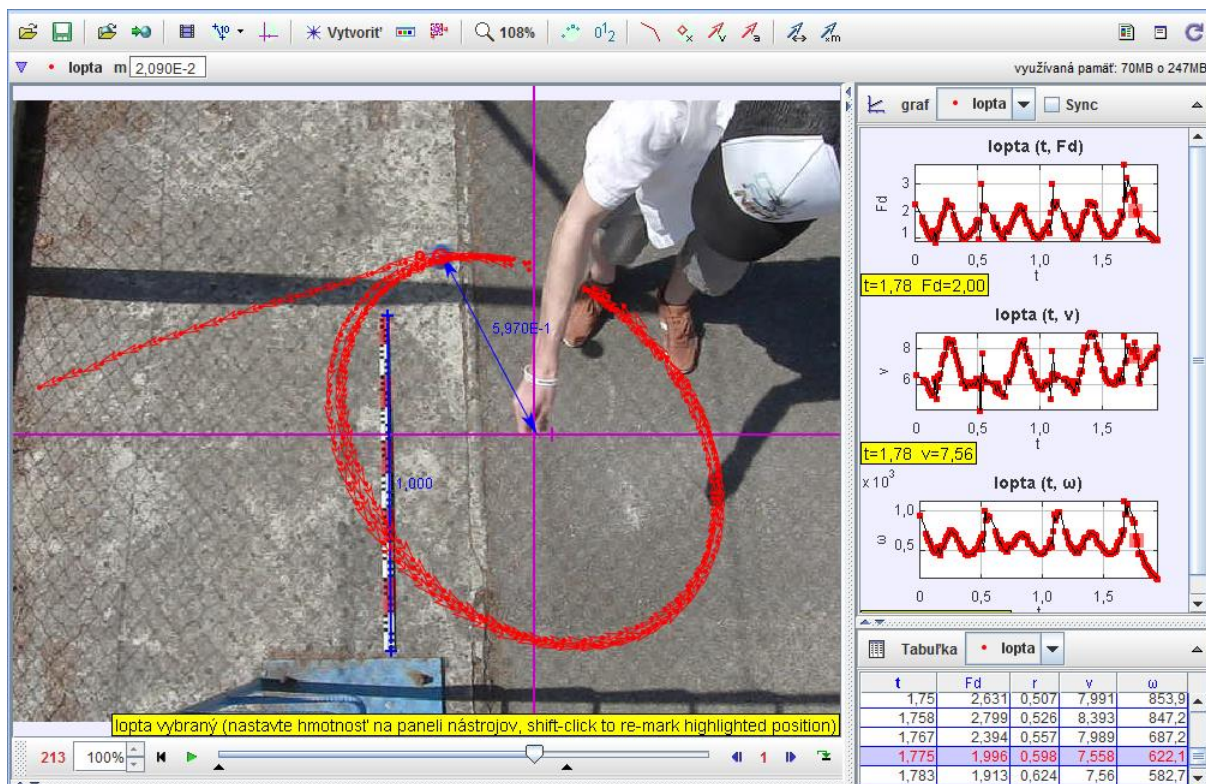 10 Vytvoriť 108% 0¹2 v a xm
lopta m 2,090E-2 využívaná pamäť: 70MB o 247MB
5,970E-1
1,000
lopta vybraný (nastavte hmotnosť na paneli nástrojov, shift-click to re-mark highlighted position)
213 100% 1
graf lopta Sync
lopta (t, Fd)
Fd
3
2
1
0 0,5 1,0 1,5
t
t=1,78 Fd=2,00
lopta (t, v)
v
8
6
0 0,5 1,0 1,5
t
t=1,78 v=7,56
x 10³
lopta (t, ω)
ω
1,0
0,5
0 0,5 1,0 1,5
Tabuľka lopta
t Fd r v ω
1,75 2,631 0,507 7,991 853,9
1,758 2,799 0,526 8,393 847,2
1,767 2,394 0,557 7,989 687,2
1,775 1,996 0,598 7,558 622,1
1,783 1,913 0,624 7,56 482,7